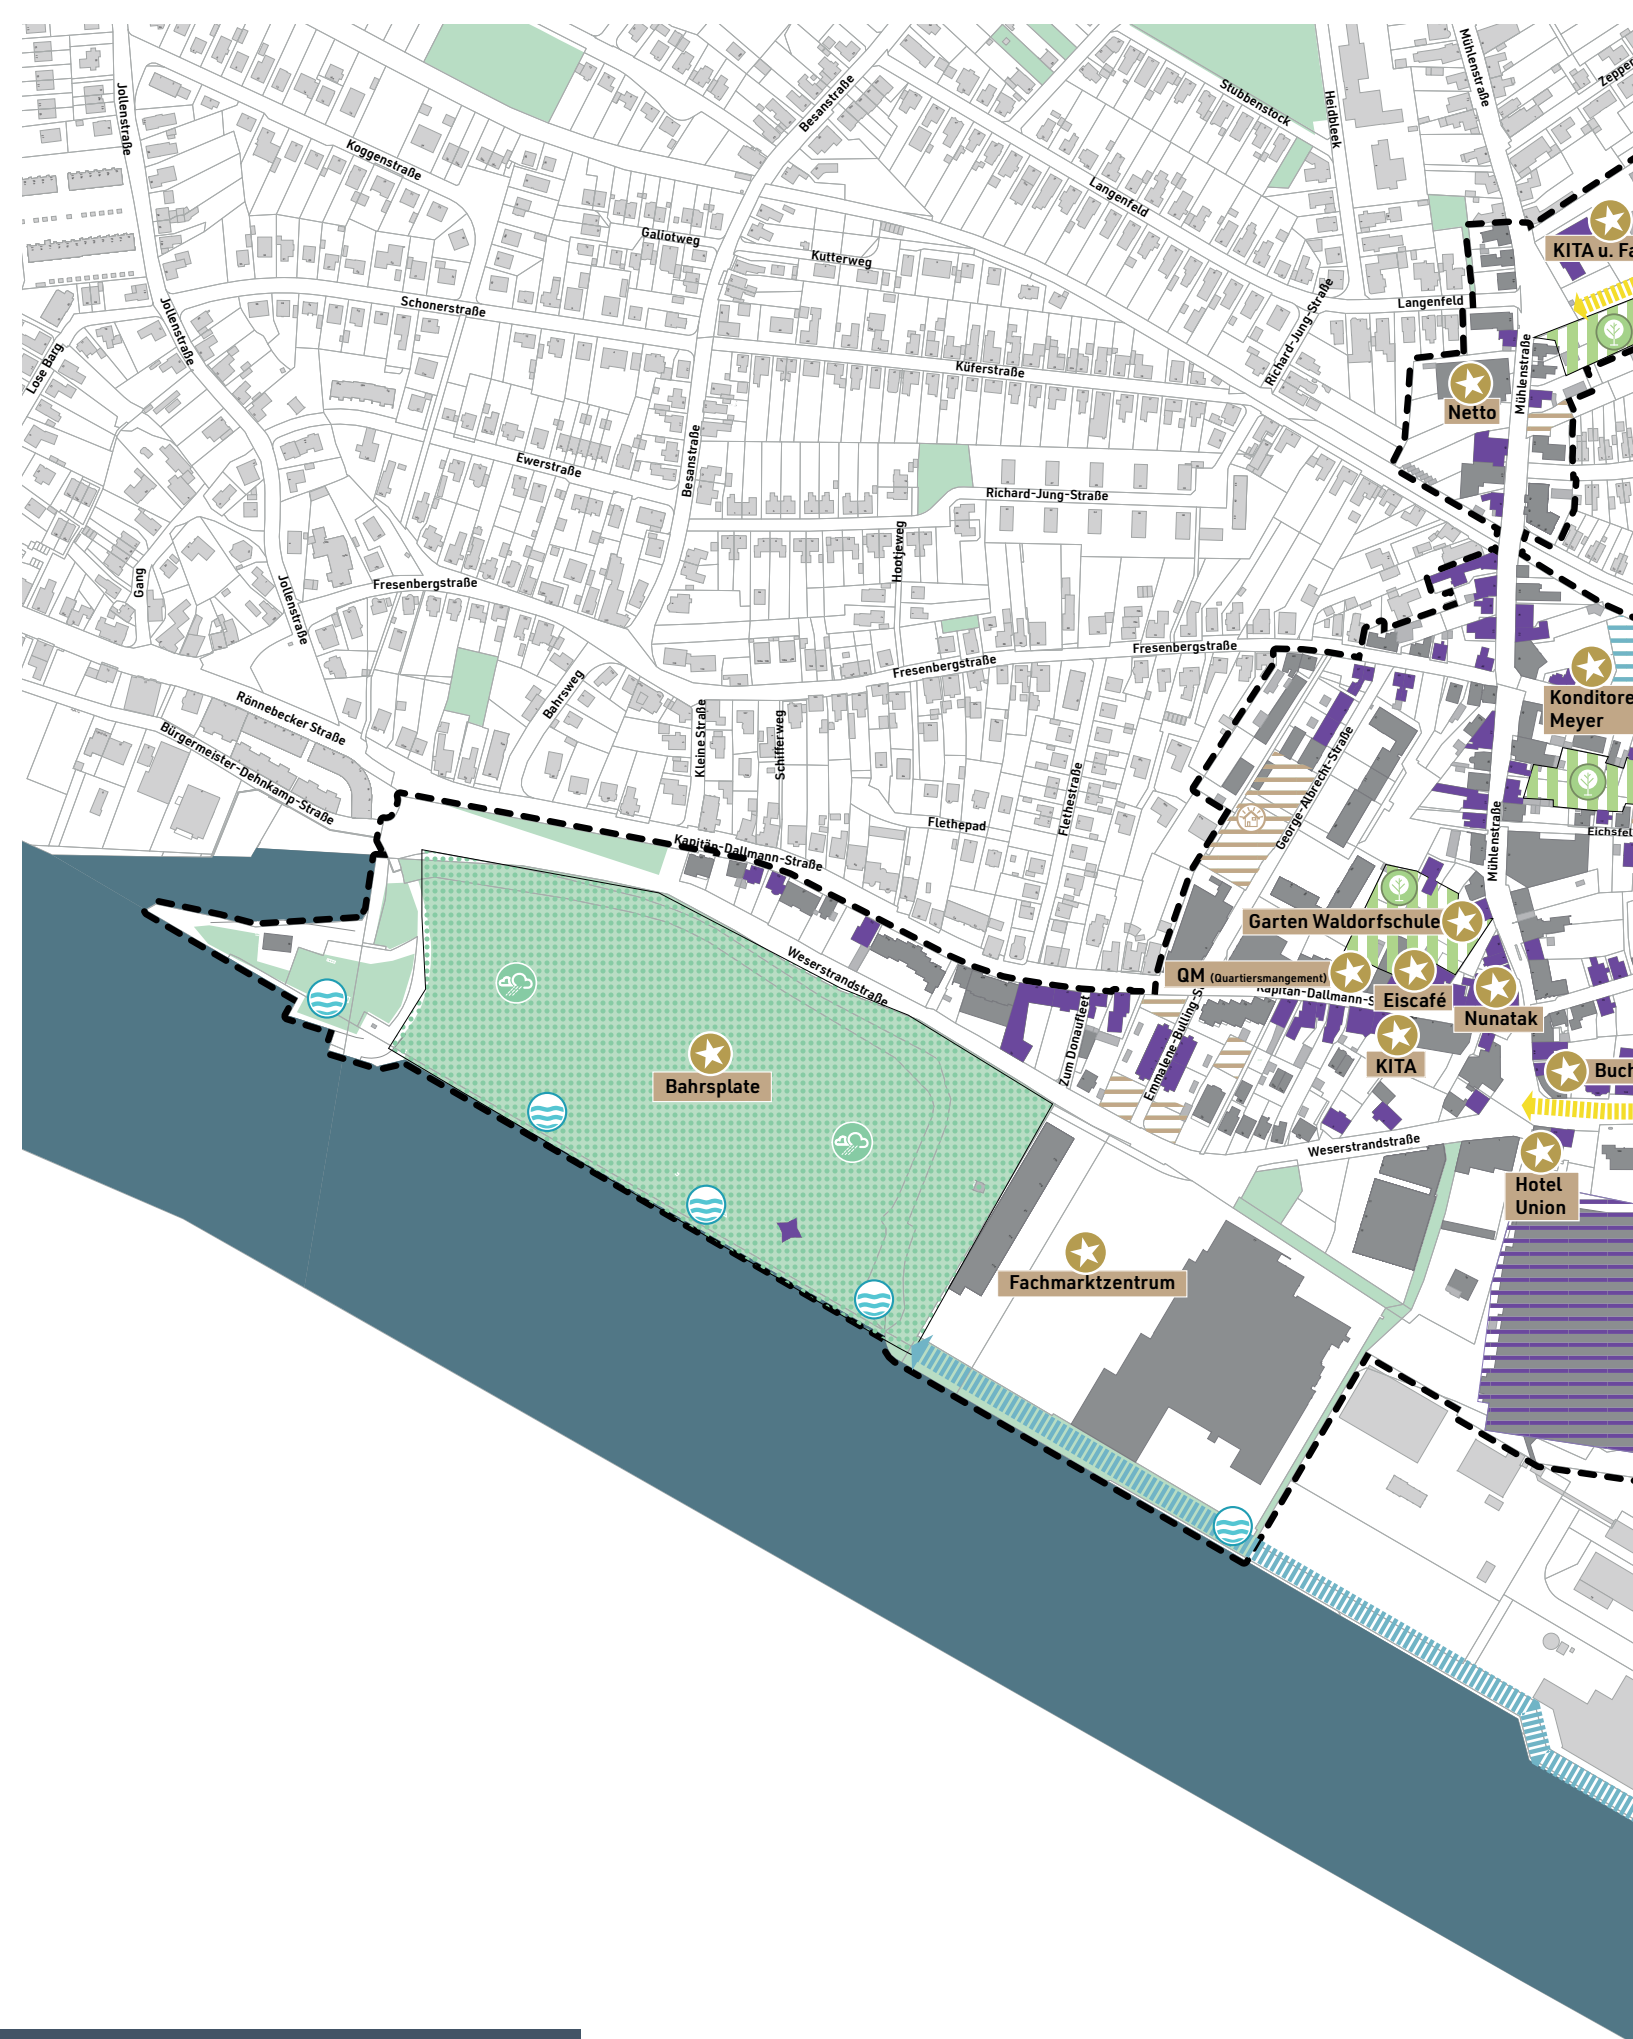 Mühlenstraße
Jollenstraße
Besanstraße
Stubbenstock
Heidbleek
Koggenstraße
Langenfeld
Galiotweg
Kutterweg
KITA u. Fa
Schonerstraße
Jollenstraße
Langenfeld
Richard-Jung-Straße
Lose Barg
Küferstraße
Mühlenstraße
Netto
Besanstraße
Ewerstraße
Richard-Jung-Straße
Hootjeweg
Gang
Jollenstraße
Fresenbergstraße
Fresenbergstraße
Fresenbergstraße
Bahrsweg
Konditore
Meyer
Rönnebecker Straße
Bürgermeister-Dehnkamp-Straße
Kleine Straße
Schifferweg
George-Albrecht-Straße
Flethestraße
Flethepad
Mühlenstraße
Eichsfel
Kapitän-Dallmann-Straße
Garten Waldorfschule
Weserstrandstraße
QM (Quartiersmangement)
Kapitän-Dallmann-S
Eiscafé
Nunatak
Zum Donaufleet
Emmalene-Bulling-S
KITA
Buch
Bahrsplate
Weserstrandstraße
Hotel
Union
Fachmarktzentrum